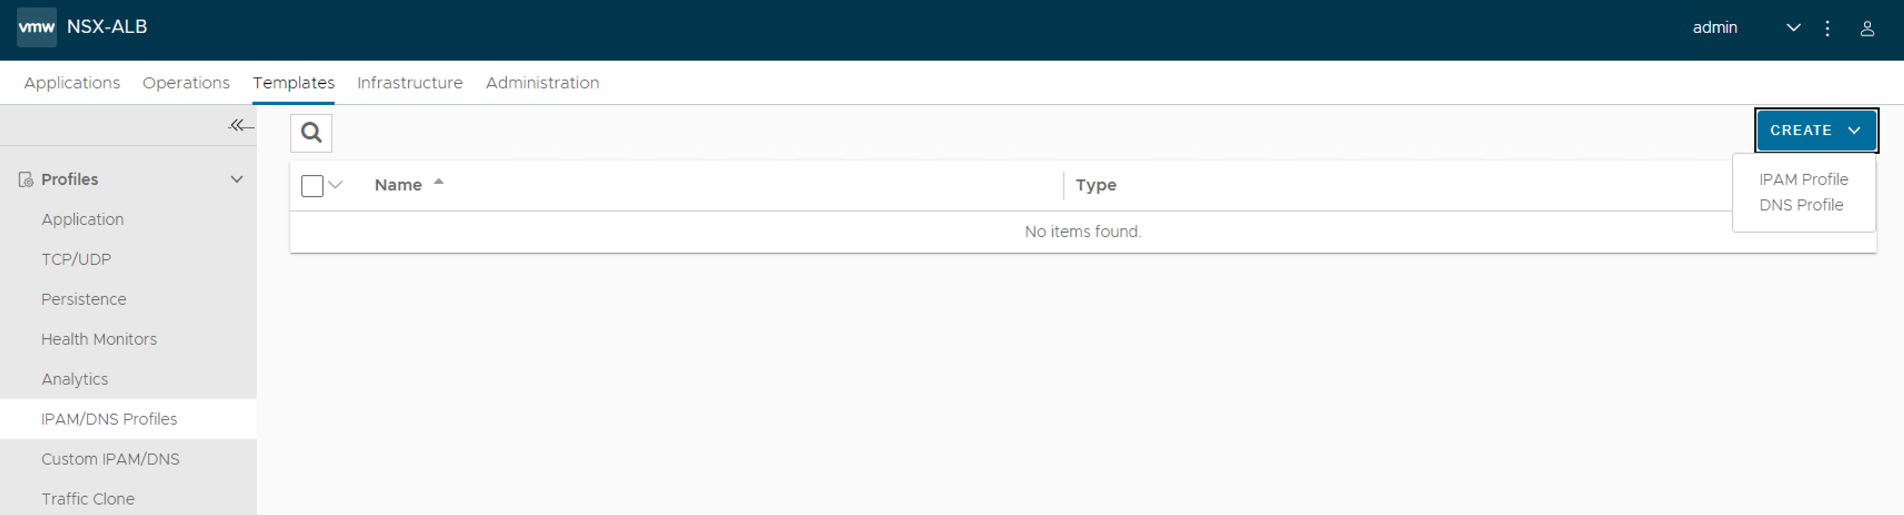 vmw NSX-ALB admin
Applications Operations Templates Infrastructure Administration
CREATE
Profiles
Name Type
IPAM Profile
DNS Profile
No items found.
Application
TCP/UDP
Persistence
Health Monitors
Analytics
IPAM/DNS Profiles
Custom IPAM/DNS
Traffic Clone